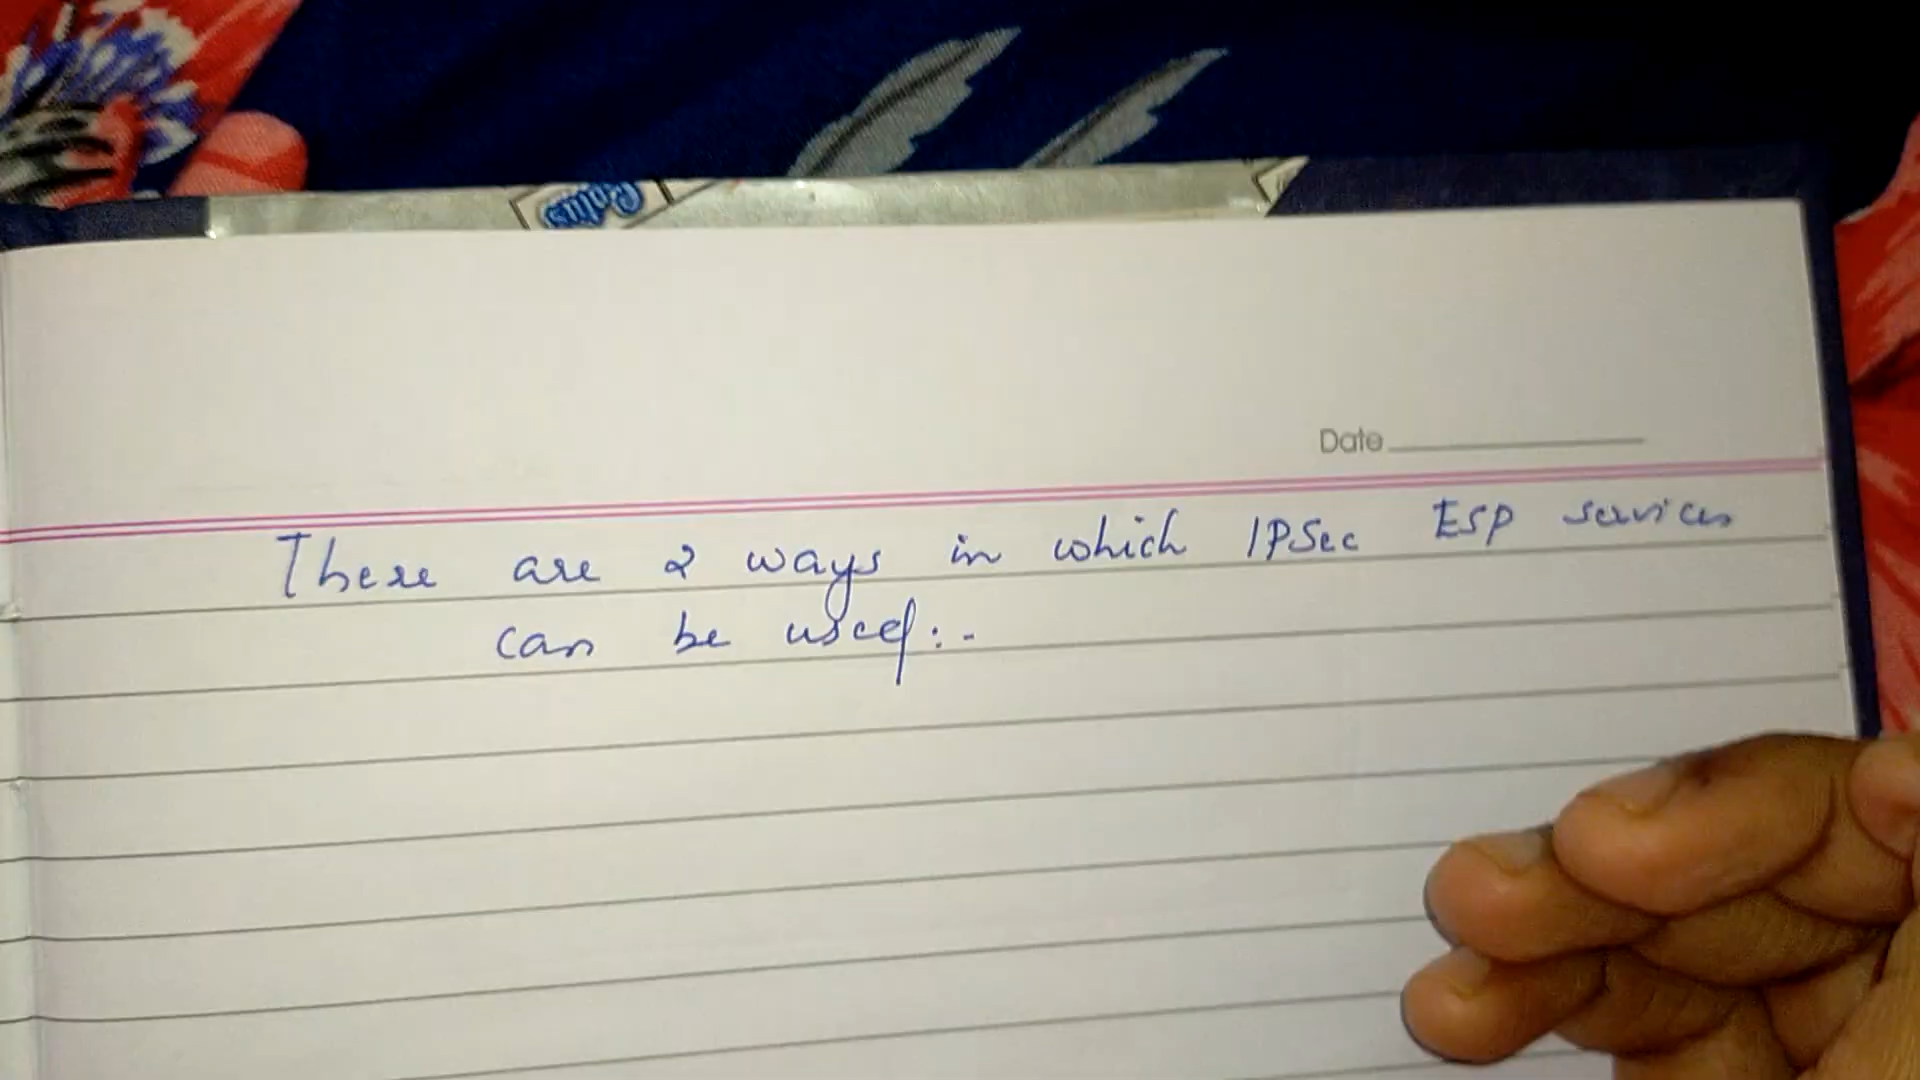 Date
There are 2 ways in which IPSec ESP services
can be used:-